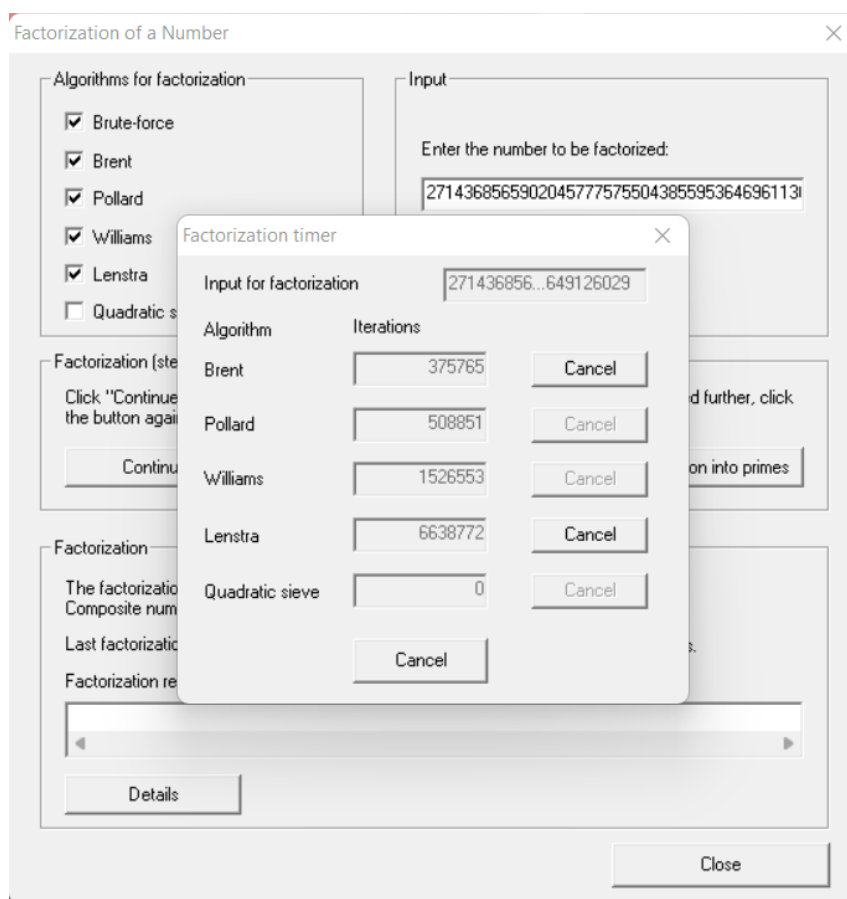 Factorization of a Number
Algorithms for factorization
Brute-force
Brent
Pollard
Williams
Lenstra
Quadratic s
Input
Enter the number to be factorized:
27143685659020457775755043855953646961130
Factorization timer
Input for factorization 271436856...649126029
Algorithm Iterations
Brent 375765 Cancel
Pollard 508851 Cancel
Williams 1526553 Cancel
Lenstra 6638772 Cancel
Quadratic sieve 0 Cancel
Cancel
Factorization (ste
Click "Continue d further, click
the button agai
Continu on into primes
Factorization
The factorizatio
Composite num
Last factorizatio s.
Factorization re
Details
Close